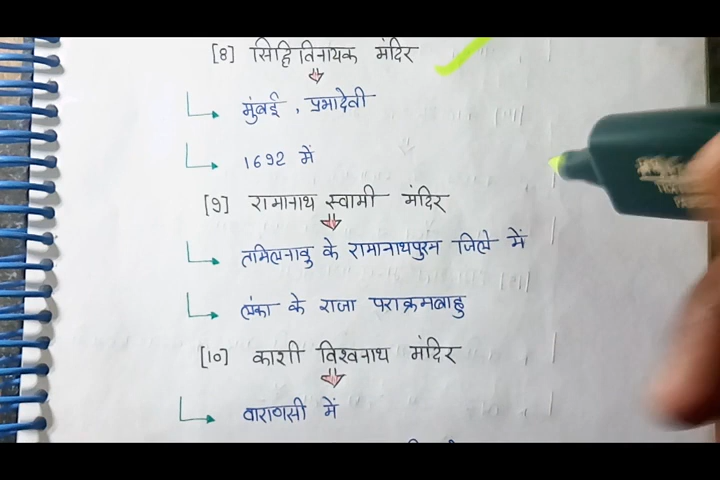 [8] सिद्धितिनायक मंदिर
मुंबई , प्रभादेवी
1692 में
[9] रामानाथ स्वामी मंदिर
तमिलनाबु के रामानाथपुरम जिले में
लंका के राजा पराक्रमबाहु
[10] काशी विश्वनाथ मंदिर
वाराणसी में